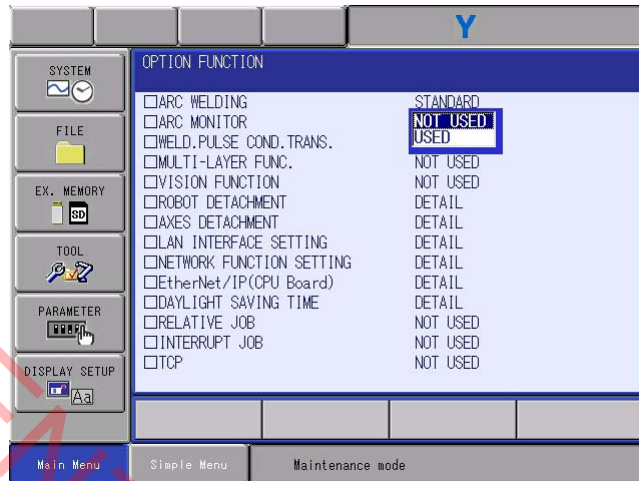 Y
SYSTEM
FILE
EX. MEMORY
SD
TOOL
PARAMETER
DISPLAY SETUP
Aa
OPTION FUNCTION
ARC WELDING STANDARD
ARC MONITOR NOT USED
USED
WELD.PULSE COND.TRANS.
MULTI-LAYER FUNC. NOT USED
VISION FUNCTION NOT USED
ROBOT DETACHMENT DETAIL
AXES DETACHMENT DETAIL
LAN INTERFACE SETTING DETAIL
NETWORK FUNCTION SETTING DETAIL
EtherNet/IP(CPU Board) DETAIL
DAYLIGHT SAVING TIME DETAIL
RELATIVE JOB NOT USED
INTERRUPT JOB NOT USED
TCP NOT USED
Main Menu
Simple Menu
Maintenance mode